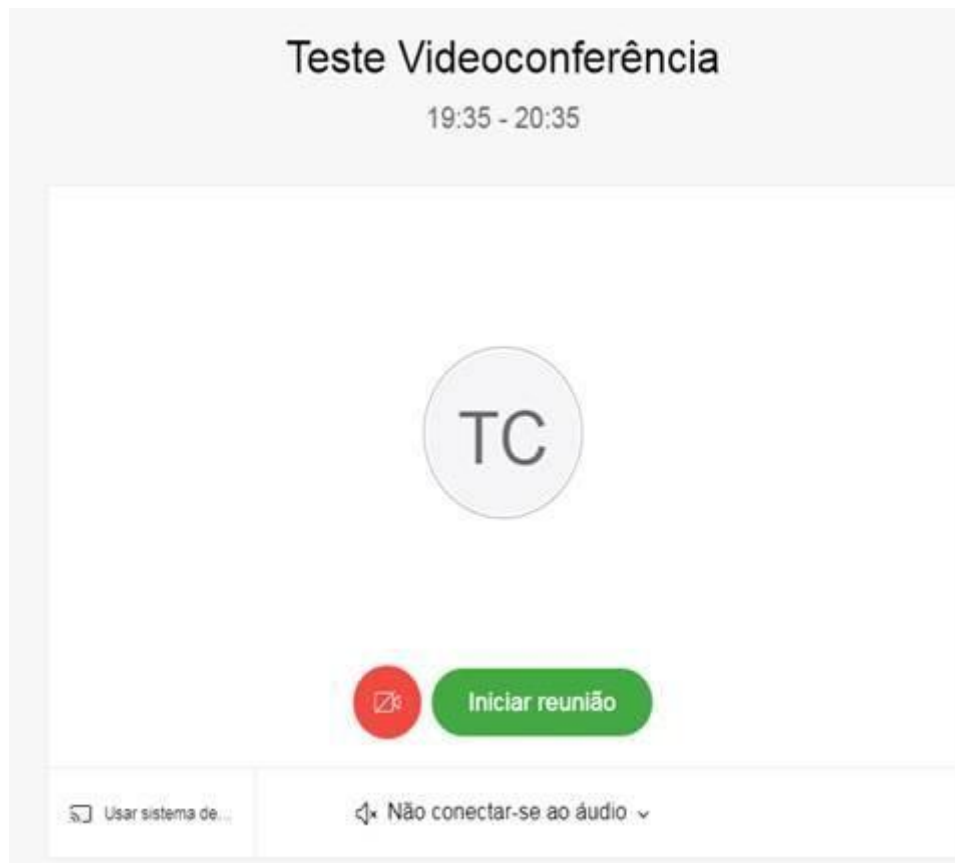 Teste Videoconferência
19:35 - 20:35
TC
Iniciar reunião
Usar sistema de...
Não conectar-se ao áudio